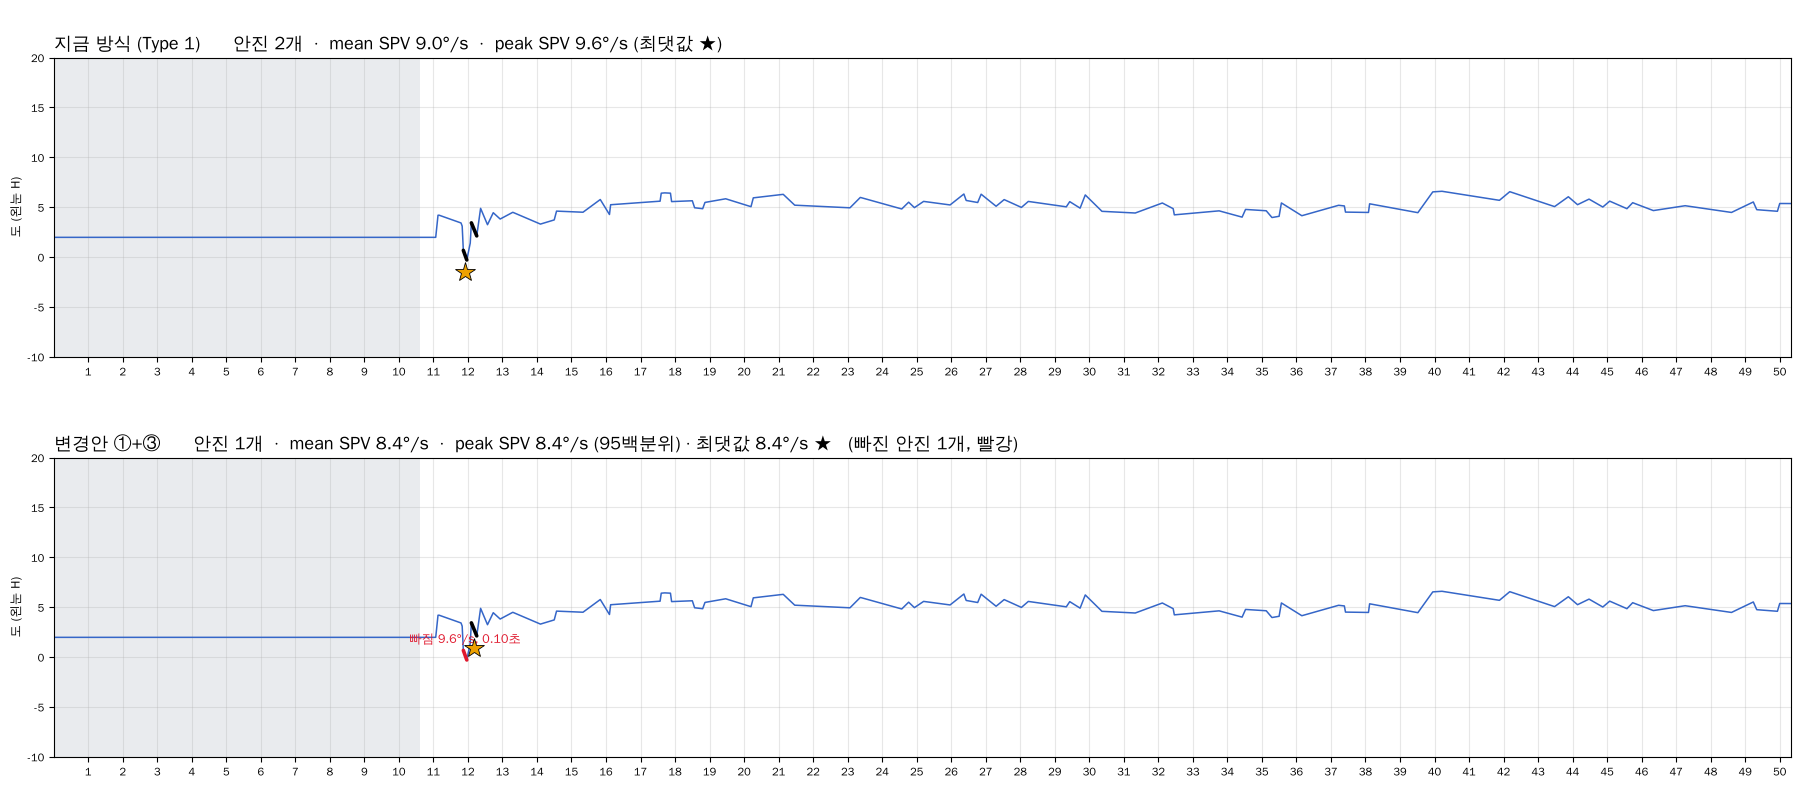 지금 방식 (Type 1) 안진 2개 · mean SPV 9.0°/s · peak SPV 9.6°/s (최댓값 ★)
20
15
10
5
0
-5
-10
도 (왼눈 H)
1 2 3 4 5 6 7 8 9 10 11 12 13 14 15 16 17 18 19 20 21 22 23 24 25 26 27 28 29 30 31 32 33 34 35 36 37 38 39 40 41 42 43 44 45 46 47 48 49 50
변경안 ①+③ 안진 1개 · mean SPV 8.4°/s · peak SPV 8.4°/s (95백분위) · 최댓값 8.4°/s ★ (빠진 안진 1개, 빨강)
20
15
10
5
0
-5
-10
도 (왼눈 H)
빠짐 9.6°/s, 0.10초
1 2 3 4 5 6 7 8 9 10 11 12 13 14 15 16 17 18 19 20 21 22 23 24 25 26 27 28 29 30 31 32 33 34 35 36 37 38 39 40 41 42 43 44 45 46 47 48 49 50